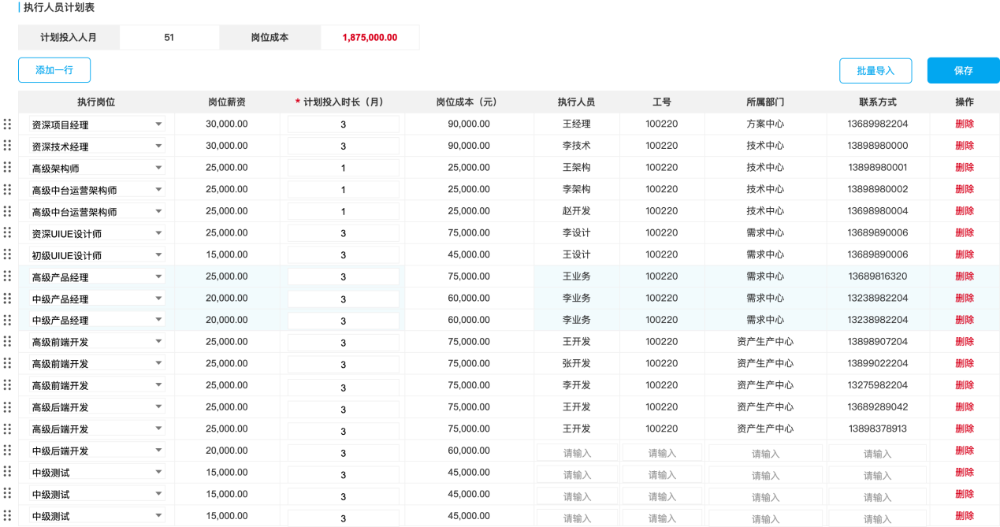 执行人员计划表
计划投入人月 51 岗位成本 1,875,000.00
添加一行 批量导入 保存
执行岗位 岗位薪资 * 计划投入时长（月） 岗位成本（元） 执行人员 工号 所属部门 联系方式 操作
资深项目经理 30,000.00 3 90,000.00 王经理 100220 方案中心 13689982204 删除
资深技术经理 30,000.00 3 90,000.00 李技术 100220 技术中心 13898980000 删除
高级架构师 25,000.00 1 25,000.00 王架构 100220 技术中心 13898980001 删除
高级中台运营架构师 25,000.00 1 25,000.00 李架构 100220 技术中心 13898980002 删除
高级中台运营架构师 25,000.00 1 25,000.00 赵开发 100220 技术中心 13698980004 删除
资深UIUE设计师 25,000.00 3 75,000.00 李设计 100220 需求中心 13689890006 删除
初级UIUE设计师 15,000.00 3 45,000.00 王设计 100220 需求中心 13689890006 删除
高级产品经理 25,000.00 3 75,000.00 王业务 100220 需求中心 13689816320 删除
中级产品经理 20,000.00 3 60,000.00 李业务 100220 需求中心 13238982204 删除
中级产品经理 20,000.00 3 60,000.00 李业务 100220 需求中心 13238982204 删除
高级前端开发 25,000.00 3 75,000.00 王开发 100220 资产生产中心 13898907204 删除
高级前端开发 25,000.00 3 75,000.00 张开发 100220 资产生产中心 13899022204 删除
高级前端开发 25,000.00 3 75,000.00 李开发 100220 资产生产中心 13275982204 删除
高级后端开发 25,000.00 3 75,000.00 王开发 100220 资产生产中心 13689289042 删除
高级后端开发 25,000.00 3 75,000.00 王开发 100220 资产生产中心 13898378913 删除
中级后端开发 20,000.00 3 60,000.00 请输入 请输入 请输入 请输入 删除
中级测试 15,000.00 3 45,000.00 请输入 请输入 请输入 请输入 删除
中级测试 15,000.00 3 45,000.00 请输入 请输入 请输入 请输入 删除
中级测试 15,000.00 3 45,000.00 请输入 请输入 请输入 请输入 删除